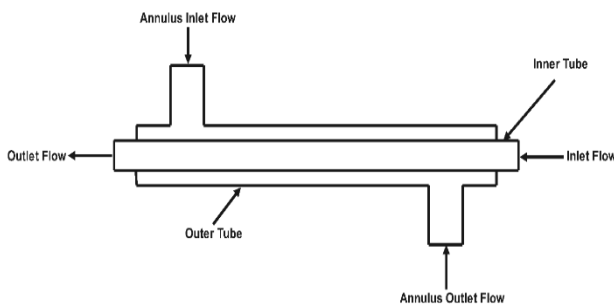 Annulus Inlet Flow
Inner Tube
Outlet Flow
Inlet Flow
Outer Tube
Annulus Outlet Flow